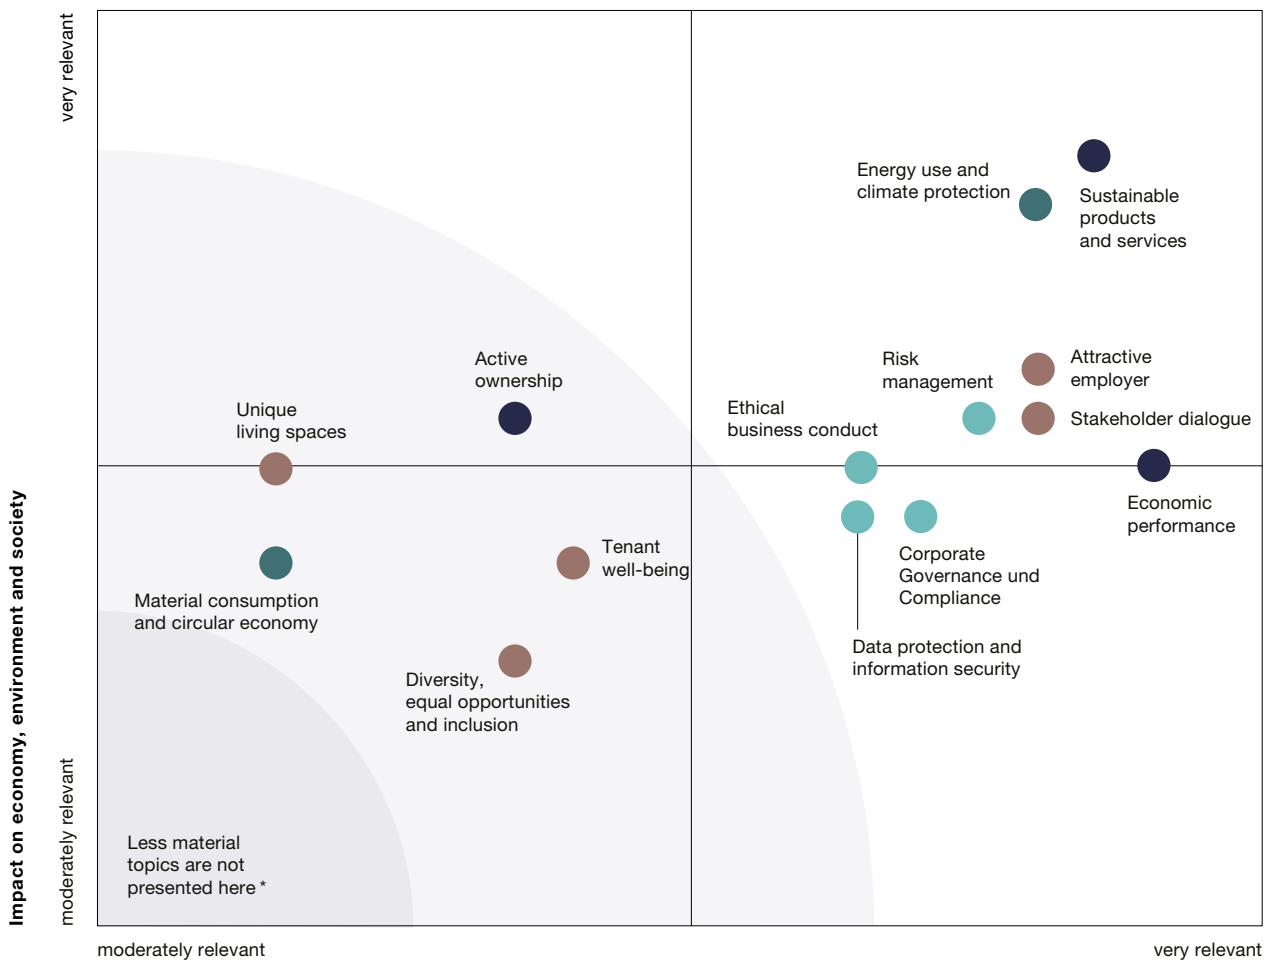 very relevant
Energy use and
climate protection
Sustainable
products
and services
Active
ownership
Risk
management
Attractive
employer
Unique
living spaces
Ethical
business conduct
Stakeholder dialogue
Economic
performance
Tenant
well-being
Corporate
Governance und
Compliance
Material consumption
and circular economy
Data protection and
information security
Diversity,
equal opportunities
and inclusion
Impact on economy, environment and society
moderately relevant
Less material
topics are not
presented here *
moderately relevant
very relevant